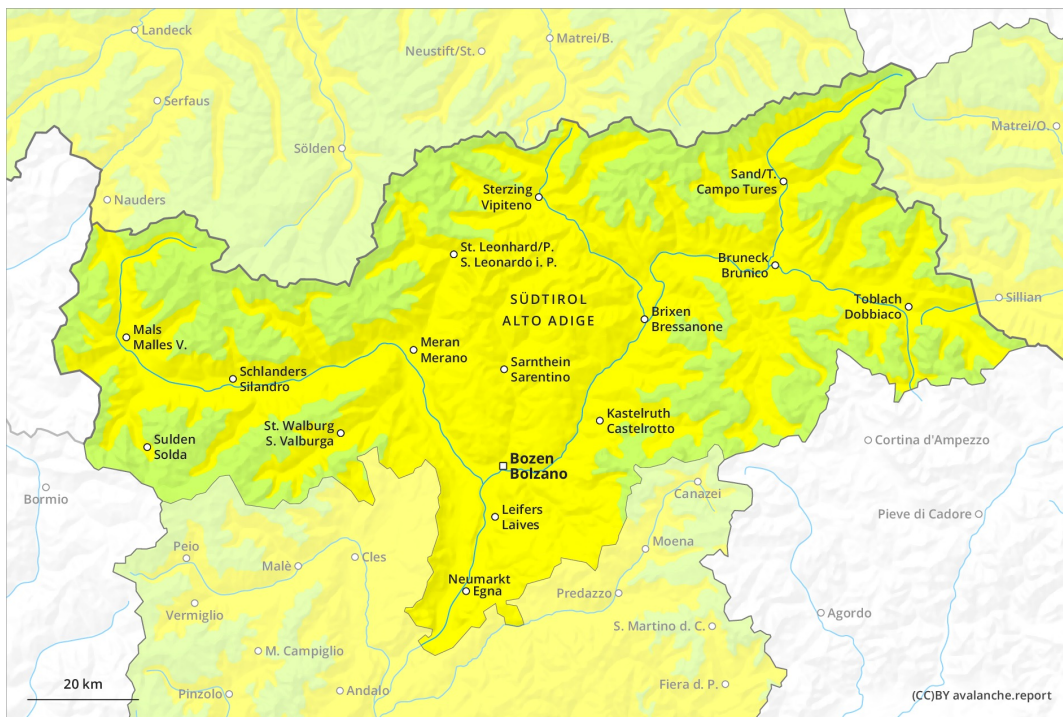 Landeck
Matrei/B.
Neustift/St.
Serfaus
Matrei/O.
Sölden
Sand/T.
Campo Tures
Sterzing
Vipiteno
Nauders
St. Leonhard/P.
S. Leonardo i. P.
Bruneck
Brunico
SÜDTIROL
ALTO ADIGE
Toblach
Dobbiaco
Sillian
Brixen
Bressanone
Mals
Malles V.
Meran
Merano
Sarnthein
Sarentino
Schlanders
Silandro
Kastelruth
Castelrotto
St. Walburg
S. Valburga
Sulden
Solda
Cortina d'Ampezzo
Bozen
Bolzano
Bormio
Canazei
Leifers
Laives
Pieve di Cadore
Moena
Peio
Malè
Cles
Neumarkt
Egna
Predazzo
Vermiglio
Agordo
S. Martino d. C.
M. Campiglio
20 km
Pinzolo
Andalo
Fiera d. P.
(CC)BY avalanche.report